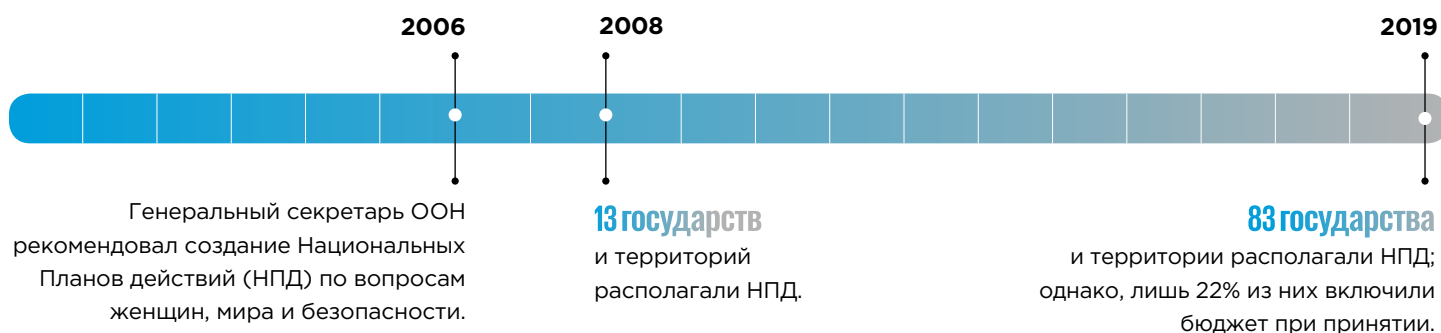 2006
Генеральный секретарь ООН
рекомендовал создание Национальных
Планов действий (НПД) по вопросам
женщин, мира и безопасности.
2008
13 государств
и территорий
располагали НПД.
2019
83 государства
и территории располагали НПД;
однако, лишь 22% из них включили
бюджет при принятии.